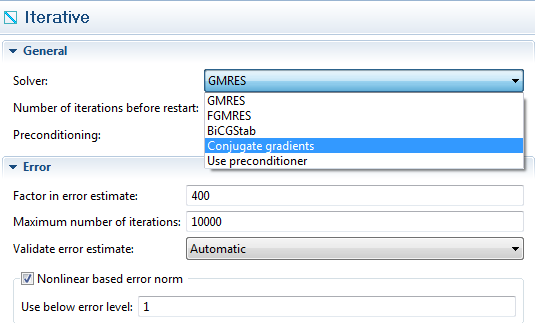 Iterative
General
Solver: GMRES
GMRES
Number of iterations before restart:
FGMRES
BiCGStab
Preconditioning:
Conjugate gradients
Use preconditioner
Error
Factor in error estimate: 400
Maximum number of iterations: 10000
Validate error estimate: Automatic
Nonlinear based error norm
Use below error level: 1